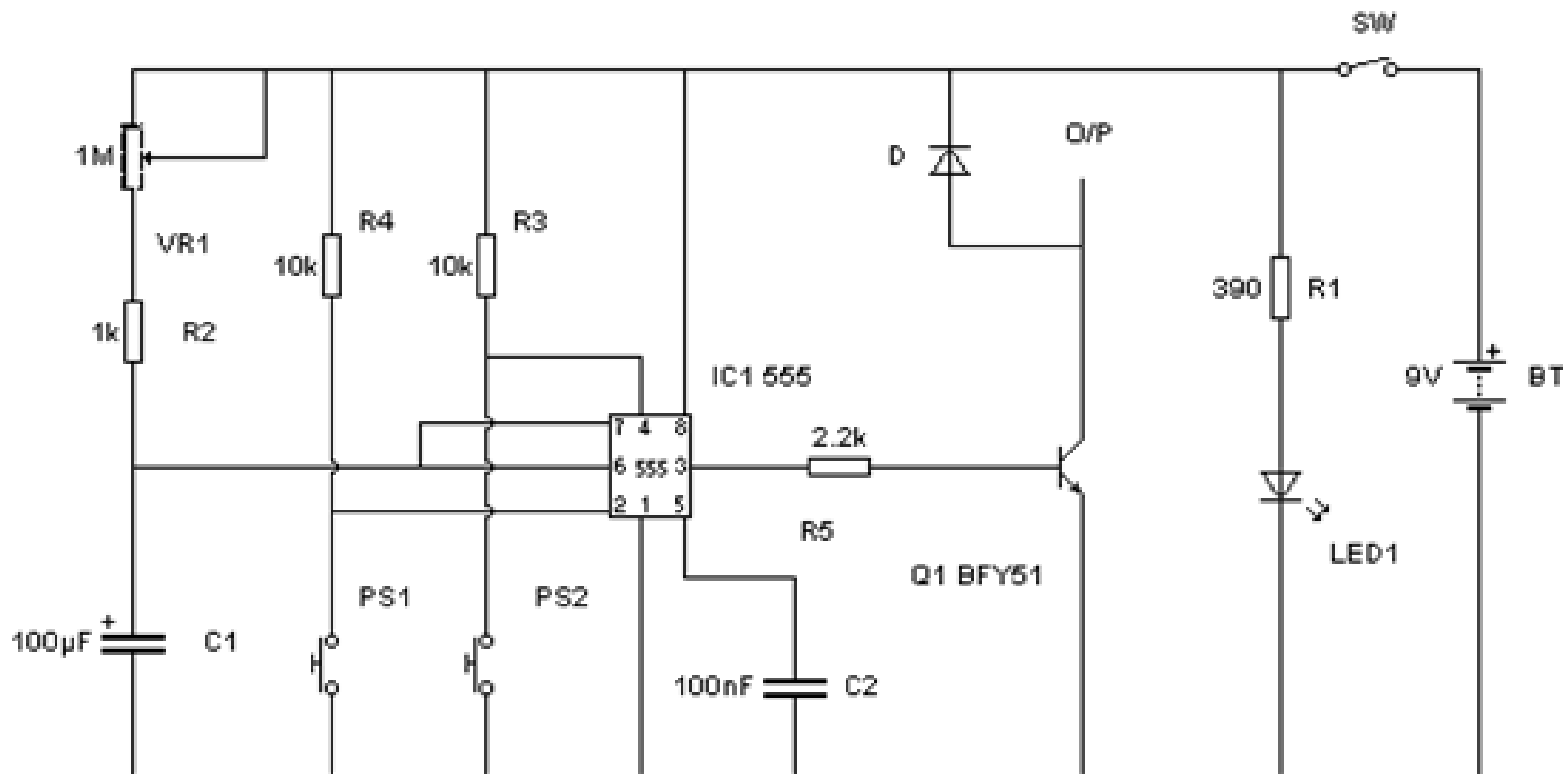 SW
1M
VR1
1k
R2
R4
10k
R3
10k
D
O/P
390
R1
+
9V
BT
IC1 555
7 4 8
6 555 3
2 1 5
2.2k
R5
Q1 BFY51
LED1
PS1
PS2
+
100µF
C1
100nF
C2